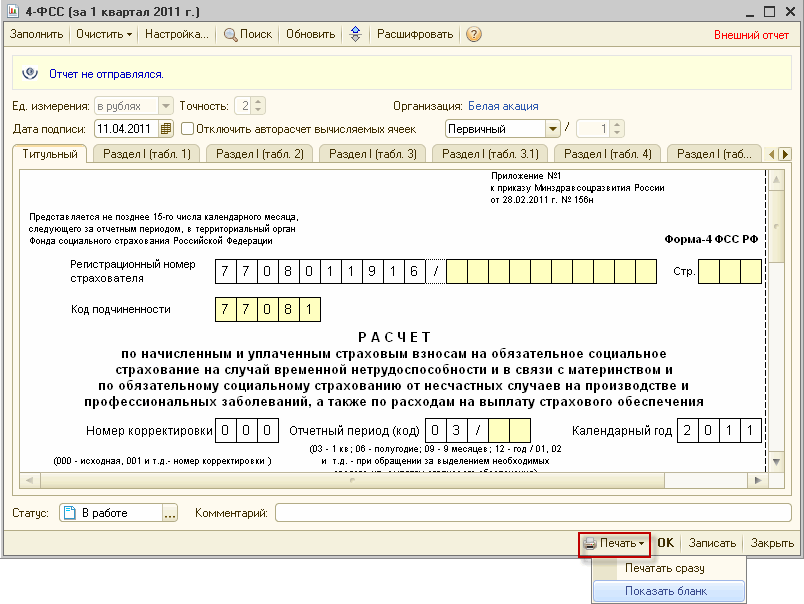 4-ФСС (за 1 квартал 2011 г.)
Заполнить Очистить Настройка... Поиск Обновить Расшифровать ? Внешний отчет
Отчет не отправлялся.
Ед. измерения: в рублях Точность: 2 Организация: Белая акация
Дата подписи: 11.04.2011 Отключить авторасчет вычисляемых ячеек Первичный / 1
Титульный Раздел I (табл. 1) Раздел I (табл. 2) Раздел I (табл. 3) Раздел I (табл. 3.1) Раздел I (табл. 4) Раздел I (таб...
Приложение №1
к приказу Минздравсоцразвития России
от 28.02.2011 г. № 156н
Представляется не позднее 15-го числа календарного месяца,
следующего за отчетным периодом, в территориальный орган
Фонда социального страхования Российской Федерации
Форма-4 ФСС РФ
Регистрационный номер
страхователя 7 7 0 8 0 1 1 9 1 6 / Стр.
Код подчиненности 7 7 0 8 1
Р А С Ч Е Т
по начисленным и уплаченным страховым взносам на обязательное социальное
страхование на случай временной нетрудоспособности и в связи с материнством и
по обязательному социальному страхованию от несчастных случаев на производстве и
профессиональных заболеваний, а также по расходам на выплату страхового обеспечения
Номер корректировки 0 0 0 Отчетный период (код) 0 3 / Календарный год 2 0 1 1
(000 - исходная, 001 и т.д.- номер корректировки ) (03 - 1 кв; 06 - полугодие; 09 - 9 месяцев; 12 - год / 01, 02
и т.д. - при обращении за выделением необходимых
Статус: В работе ... Комментарий:
Печать OK Записать Закрыть
Печатать сразу
Показать бланк